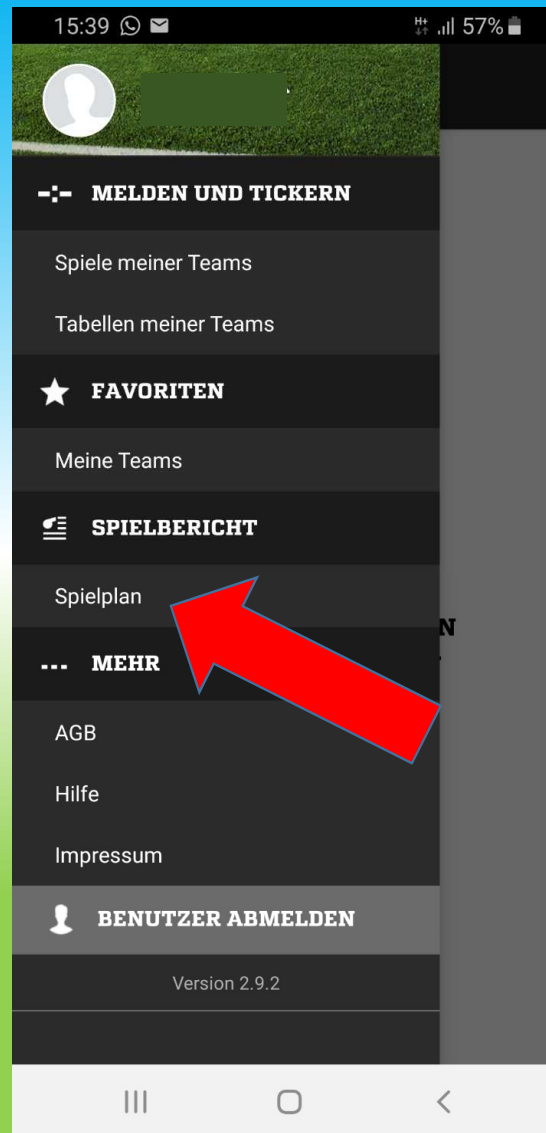 15:39 H+ 57%
MELDEN UND TICKERN
Spiele meiner Teams
Tabellen meiner Teams
FAVORITEN
Meine Teams
SPIELBERICHT
Spielplan
N
... MEHR
AGB
Hilfe
Impressum
BENUTZER ABMELDEN
Version 2.9.2